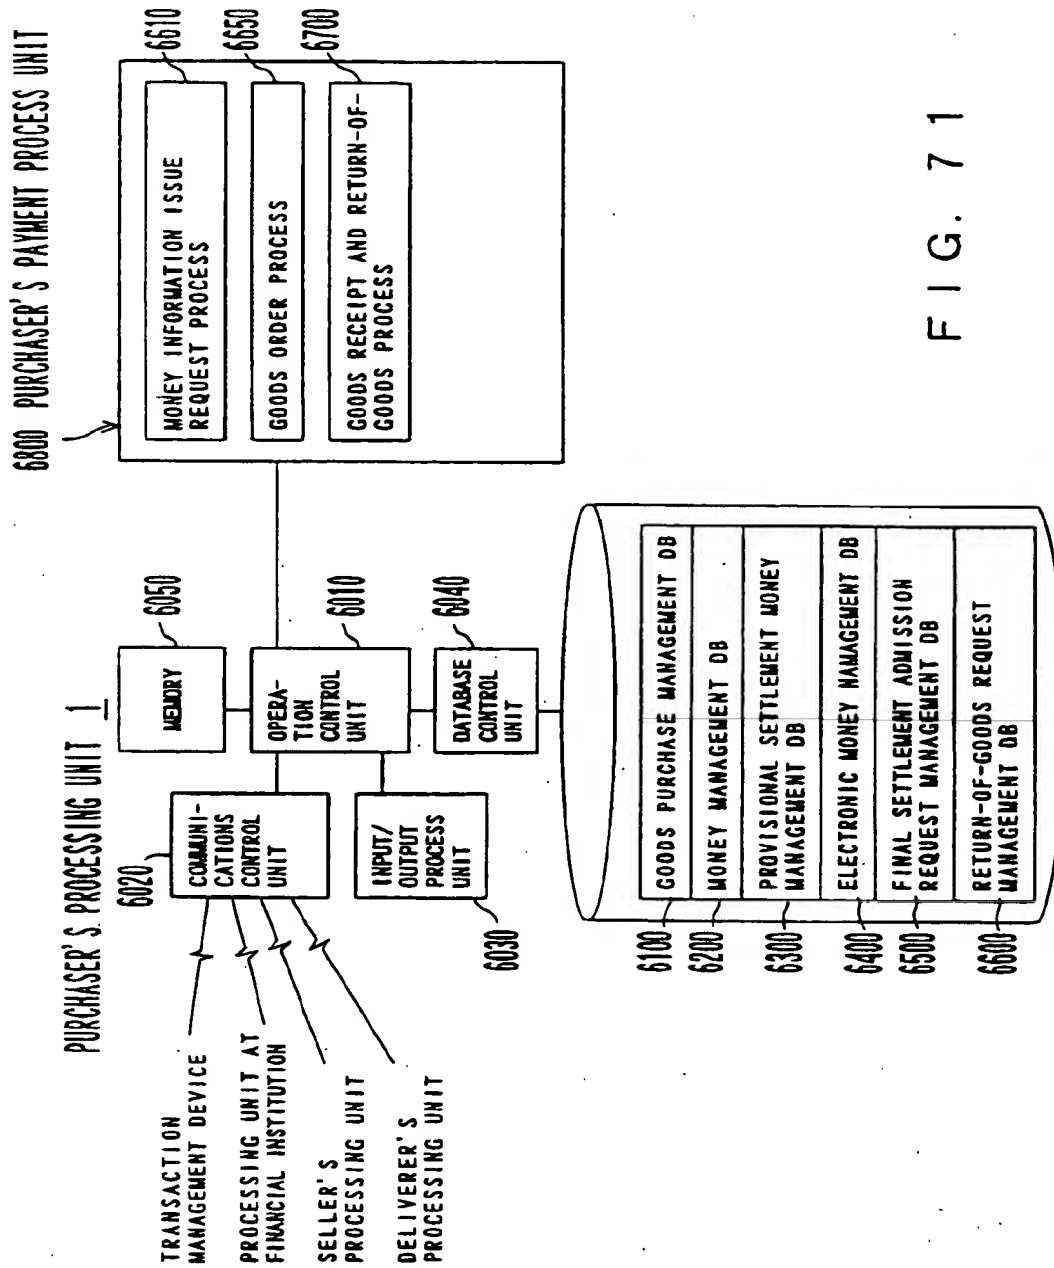 PURCHASER'S PROCESSING UNIT 1
6800 PURCHASER'S PAYMENT PROCESS UNIT
TRANSACTION
MANAGEMENT DEVICE
PROCESSING UNIT AT
FINANCIAL INSTITUTION
SELLER'S
PROCESSING UNIT
DELIVERER'S
PROCESSING UNIT
6020
COMMUNI-
CATIONS
CONTROL
UNIT
INPUT/
OUTPUT
PROCESS
UNIT
6030
MEMORY
6050
OPERA-
TION
CONTROL
UNIT
6010
DATABASE
CONTROL
UNIT
6040
MONEY INFORMATION ISSUE
REQUEST PROCESS
6610
GOODS ORDER PROCESS
6650
GOODS RECEIPT AND RETURN-OF-
GOODS PROCESS
6700
6100
GOODS PURCHASE MANAGEMENT DB
6200
MONEY MANAGEMENT DB
6300
PROVISIONAL SETTLEMENT MONEY
MANAGEMENT DB
6400
ELECTRONIC MONEY NAMAGEMENT DB
6500
FINAL SETTLEMENT ADMISSION
REQUEST MANAGEMENT DB
6600
RETURN-OF-GOODS REQUEST
MANAGEMENT DB
FIG. 71